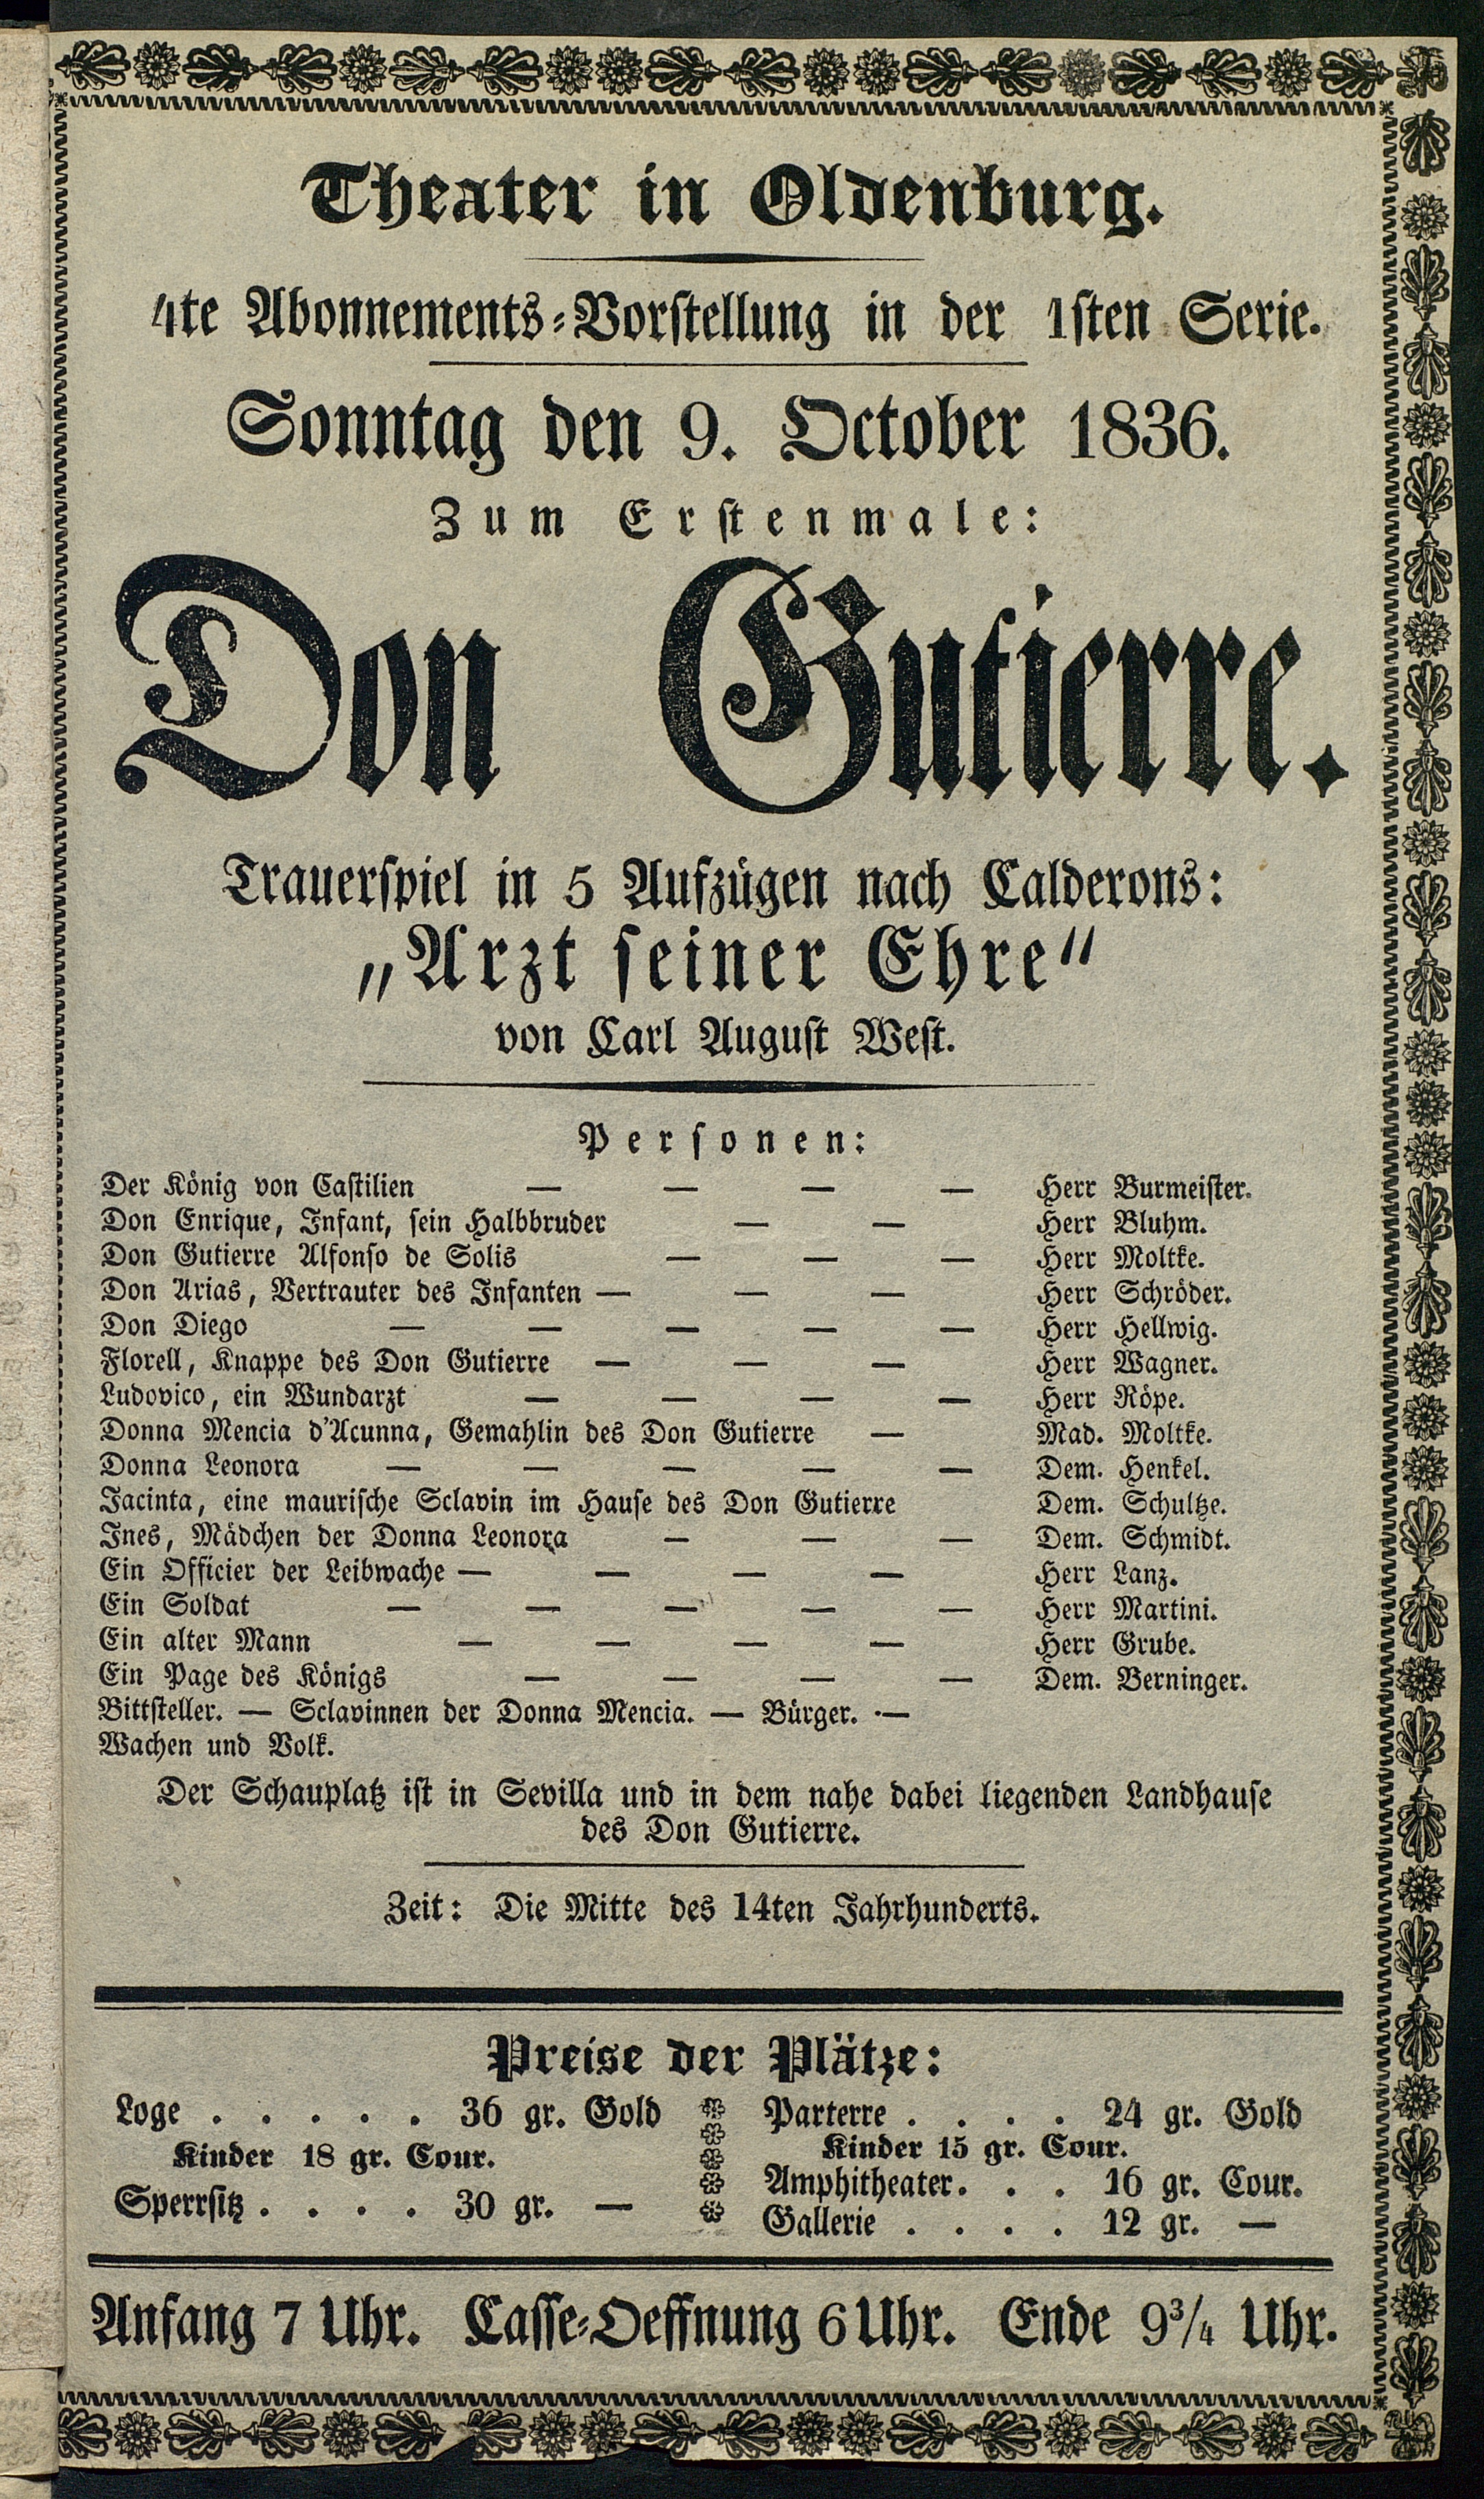 Theater in Oldenburg.
4te Abonnements-Vorstellung in der 1sten Serie.
Sonntag den 9. October 1836.
Zum Erstenmale:
Don Gutierre.
Trauerspiel in 5 Aufzügen nach Calderons:
„Arzt seiner Ehre“
von Carl August West.
Personen:
Der König von Castilien — — — — Herr Burmeister.
Don Enrique, Infant, sein Halbbruder — — Herr Bluhm.
Don Gutierre Alfonso de Solis — — — Herr Moltke.
Don Arias, Vertrauter des Infanten — — — Herr Schröder.
Don Diego — — — — — Herr Hellwig.
Florell, Knappe des Don Gutierre — — — Herr Wagner.
Ludovico, ein Wundarzt — — — — Herr Röpe.
Donna Mencia d'Acunna, Gemahlin des Don Gutierre — Mad. Moltke.
Donna Leonora — — — — — Dem. Henkel.
Jacinta, eine maurische Sclavin im Hause des Don Gutierre Dem. Schultze.
Ines, Mädchen der Donna Leonora — — — Dem. Schmidt.
Ein Officier der Leibwache — — — — Herr Lanz.
Ein Soldat — — — — — Herr Martini.
Ein alter Mann — — — — Herr Grube.
Ein Page des Königs — — — — Dem. Berninger.
Bittsteller. — Sclavinnen der Donna Mencia. — Bürger. —
Wachen und Volk.
Der Schauplatz ist in Sevilla und in dem nahe dabei liegenden Landhause
des Don Gutierre.
Zeit: Die Mitte des 14ten Jahrhunderts.
Preise der Plätze:
Loge . . . . . 36 gr. Gold
Kinder 18 gr. Cour.
Sperrsitz . . . . 30 gr. —
Parterre . . . . 24 gr. Gold
Kinder 15 gr. Cour.
Amphitheater. . . 16 gr. Cour.
Gallerie . . . . 12 gr. —
Anfang 7 Uhr. Casse-Oeffnung 6 Uhr. Ende 9¾ Uhr.